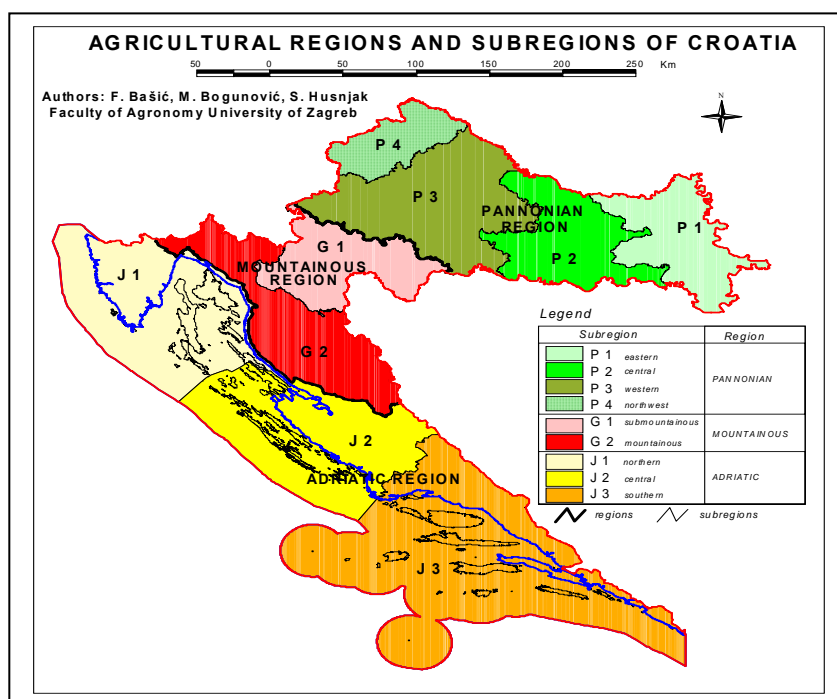 AGRICULTURAL REGIONS AND SUBREGIONS OF CROATIA
50 0 50 100 150 200 250 Km
Authors: F. Bašić, M. Bogunović, S. Husnjak
Faculty of Agronomy University of Zagreb
N
P 4
P 3
PANNONIAN
REGION
P 1
P 2
G 1
MOUNTAINOUS
REGION
J 1
G 2
J 2
ADRIATIC REGION
J 3
Legend
Subregion Region
P 1 eastern
P 2 central
P 3 western
P 4 northwest
PANNONIAN
G 1 submountainous
G 2 mountainous
MOUNTAINOUS
J 1 northern
J 2 central
J 3 southern
ADRIATIC
regions subregions